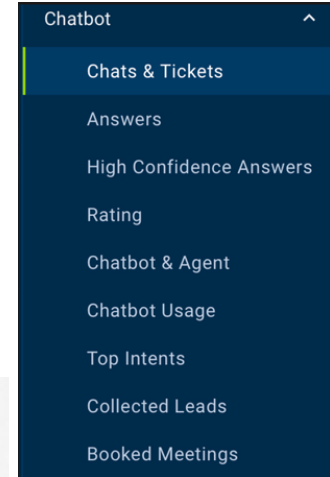 Chatbot
Chats & Tickets
Answers
High Confidence Answers
Rating
Chatbot & Agent
Chatbot Usage
Top Intents
Collected Leads
Booked Meetings